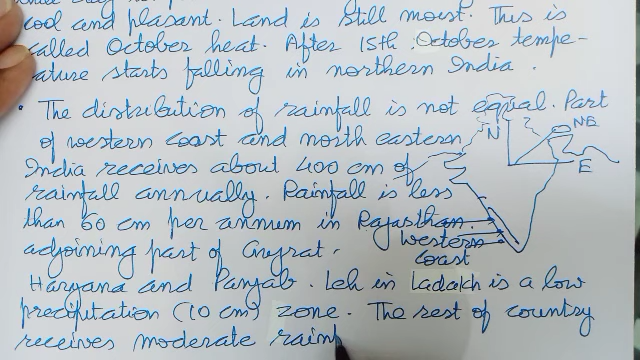 cool and plasant. Land is still moist. This is
called October heat. After 15th October tempe-
rature starts falling in northern India.
• The distribution of rainfall is not equal. Part
of western coast and north eastern
India receives about 400 cm of
rainfall annually. Rainfall is less
than 60 cm per annum in Rajasthan.
adjoining part of Gujrat.
Haryana and Panjab. Leh in Ladakh is a low
precipitation (10 cm) zone. The rest of country
receives moderate rainf
N
NE
E
Western
Coast